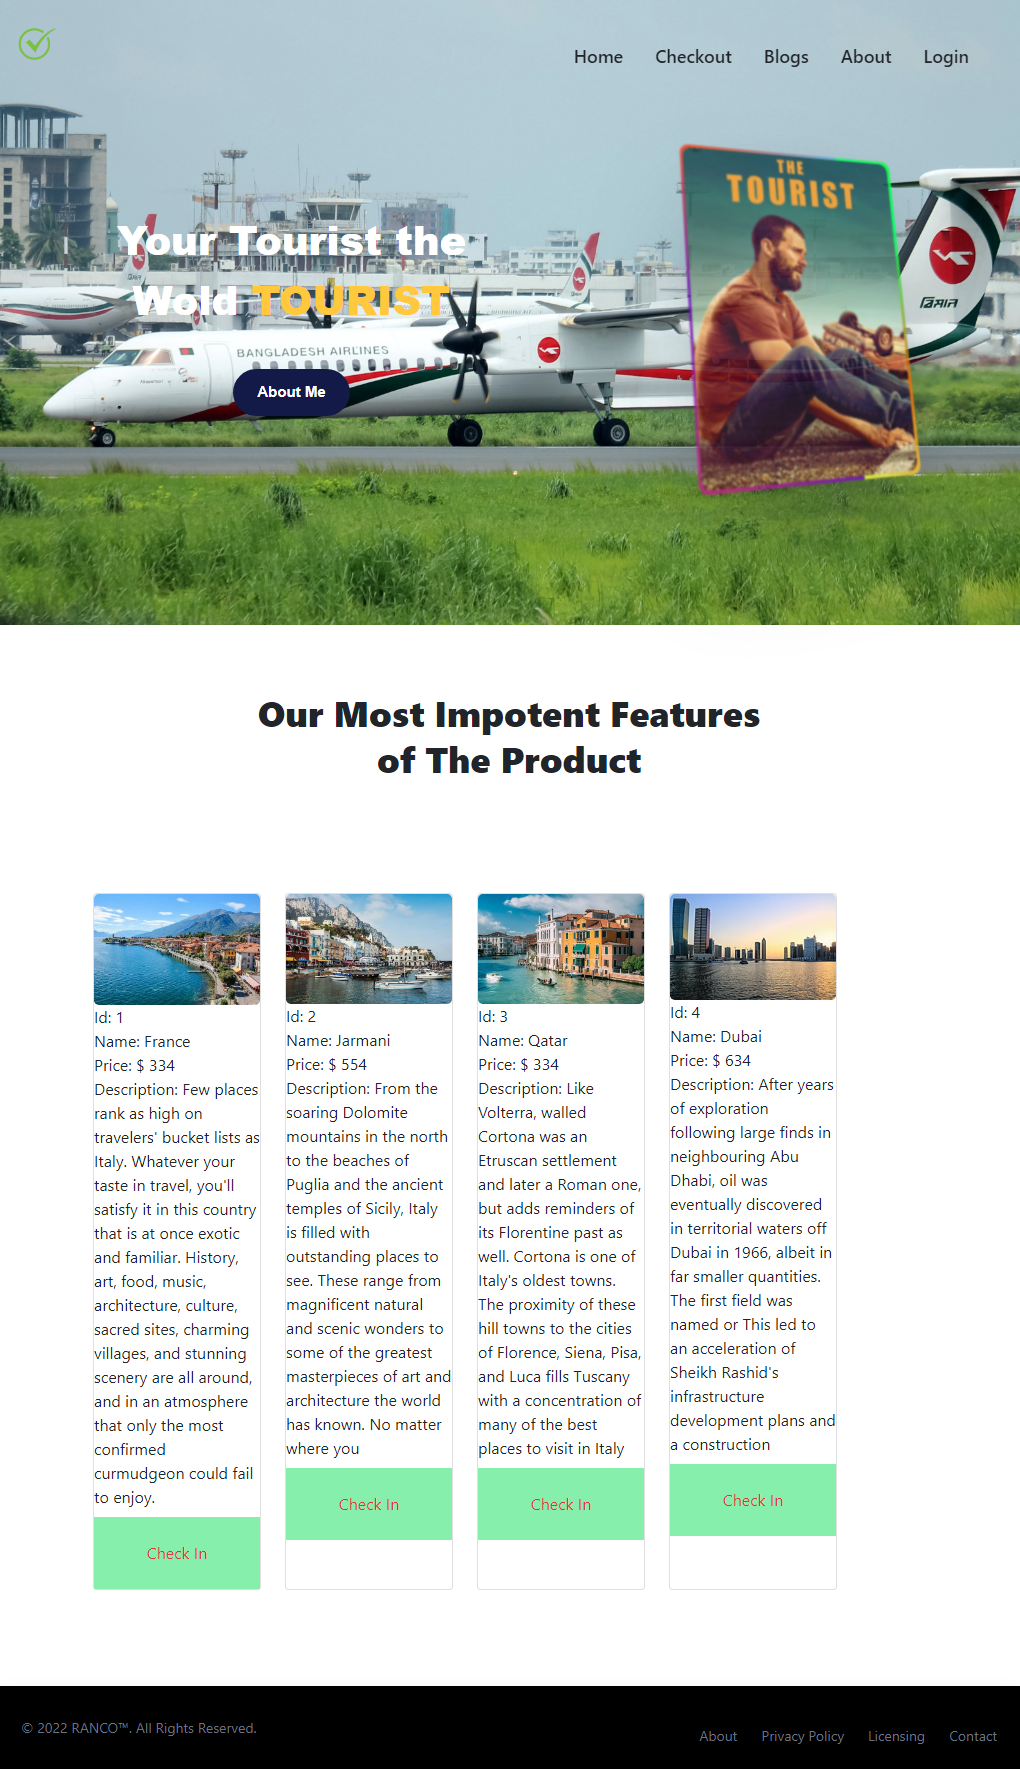 Home Checkout Blogs About Login
THE
TOURIST
Your Tourist the
Wold TOURIST
BANGLADESH AIRLINES
About Me
Our Most Impotent Features
of The Product
Id: 1
Name: France
Price: $ 334
Description: Few places
rank as high on
travelers' bucket lists as
Italy. Whatever your
taste in travel, you'll
satisfy it in this country
that is at once exotic
and familiar. History,
art, food, music,
architecture, culture,
sacred sites, charming
villages, and stunning
scenery are all around,
and in an atmosphere
that only the most
confirmed
curmudgeon could fail
to enjoy.
Check In
Id: 2
Name: Jarmani
Price: $ 554
Description: From the
soaring Dolomite
mountains in the north
to the beaches of
Puglia and the ancient
temples of Sicily, Italy
is filled with
outstanding places to
see. These range from
magnificent natural
and scenic wonders to
some of the greatest
masterpieces of art and
architecture the world
has known. No matter
where you
Check In
Id: 3
Name: Qatar
Price: $ 334
Description: Like
Volterra, walled
Cortona was an
Etruscan settlement
and later a Roman one,
but adds reminders of
its Florentine past as
well. Cortona is one of
Italy's oldest towns.
The proximity of these
hill towns to the cities
of Florence, Siena, Pisa,
and Luca fills Tuscany
with a concentration of
many of the best
places to visit in Italy
Check In
Id: 4
Name: Dubai
Price: $ 634
Description: After years
of exploration
following large finds in
neighbouring Abu
Dhabi, oil was
eventually discovered
in territorial waters off
Dubai in 1966, albeit in
far smaller quantities.
The first field was
named or This led to
an acceleration of
Sheikh Rashid's
infrastructure
development plans and
a construction
Check In
© 2022 RANCO™. All Rights Reserved.
About Privacy Policy Licensing Contact